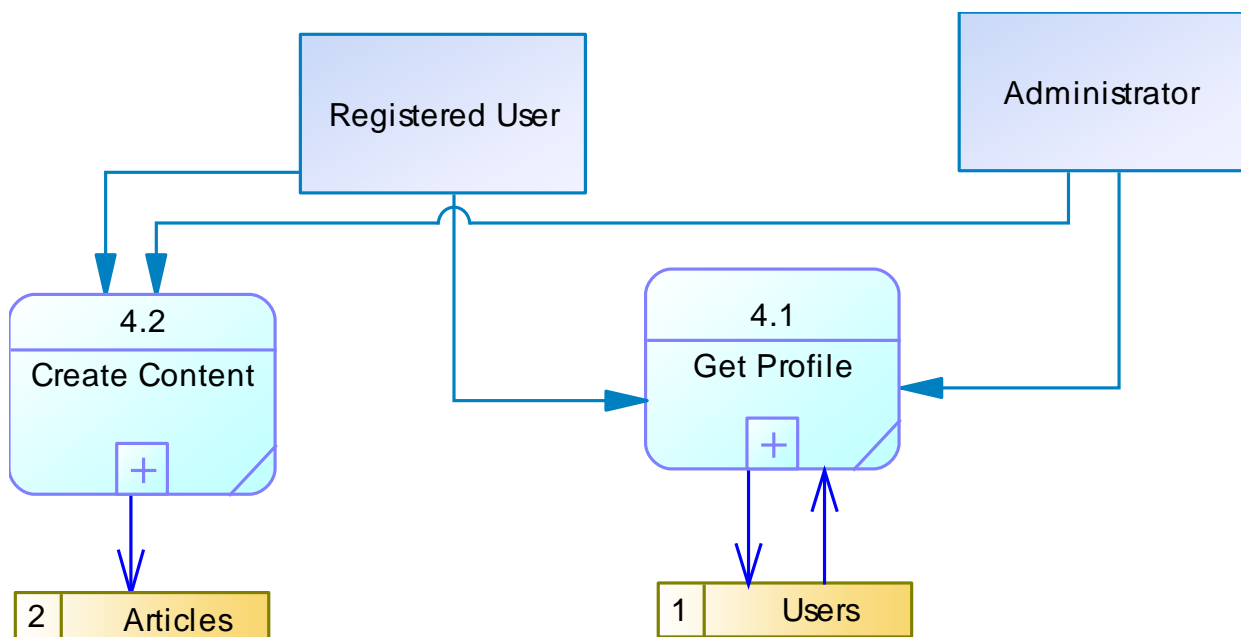 Registered User
Administrator
4.2
Create Content
+
4.1
Get Profile
+
2 Articles
1 Users